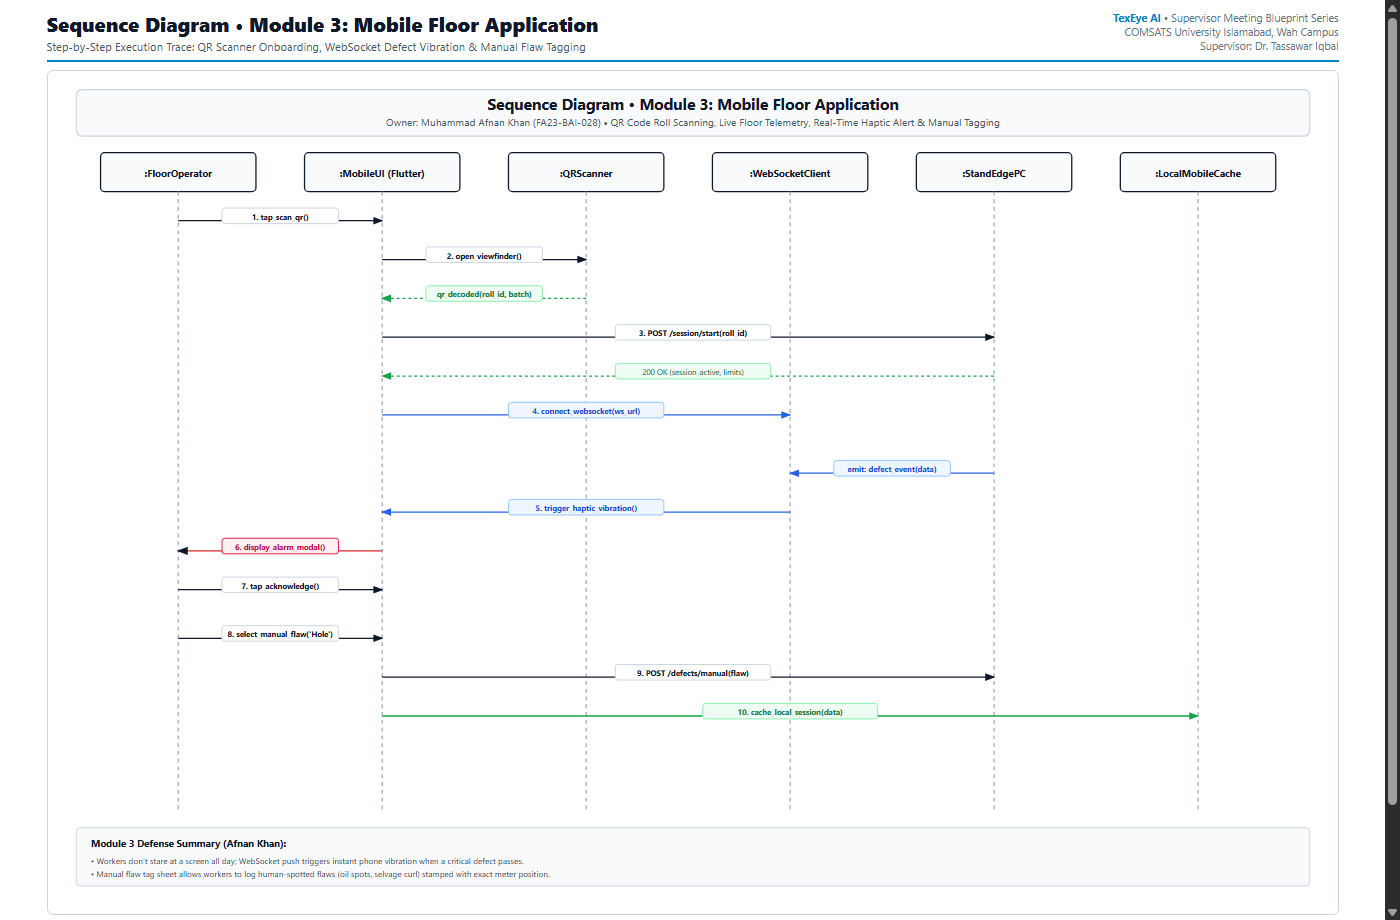 Sequence Diagram • Module 3: Mobile Floor Application
Step-by-Step Execution Trace: QR Scanner Onboarding, WebSocket Defect Vibration & Manual Flaw Tagging
TexEye AI • Supervisor Meeting Blueprint Series
COMSATS University Islamabad, Wah Campus
Supervisor: Dr. Tassawar Iqbal
Sequence Diagram • Module 3: Mobile Floor Application
Owner: Muhammad Afnan Khan (FA23-BAI-028) • QR Code Roll Scanning, Live Floor Telemetry, Real-Time Haptic Alert & Manual Tagging
:FloorOperator
:MobileUI (Flutter)
:QRScanner
:WebSocketClient
:StandEdgePC
:LocalMobileCache
1. tap_scan_qr()
2. open_viewfinder()
qr_decoded(roll_id, batch)
3. POST /session/start(roll_id)
200 OK (session_active, limits)
4. connect_websocket(ws_url)
emit: defect_event(data)
5. trigger_haptic_vibration()
6. display_alarm_modal()
7. tap_acknowledge()
8. select_manual_flaw('Hole')
9. POST /defects/manual(flaw)
10. cache_local_session(data)
Module 3 Defense Summary (Afnan Khan):
• Workers don't stare at a screen all day; WebSocket push triggers instant phone vibration when a critical defect passes.
• Manual flaw tag sheet allows workers to log human-spotted flaws (oil spots, selvage curl) stamped with exact meter position.